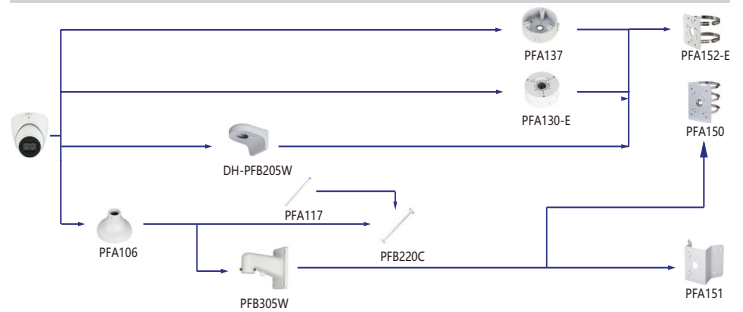 PFA137
PFA152-E
PFA130-E
PFA150
DH-PFB205W
PFA117
PFA106
PFB220C
PFB305W
PFA151